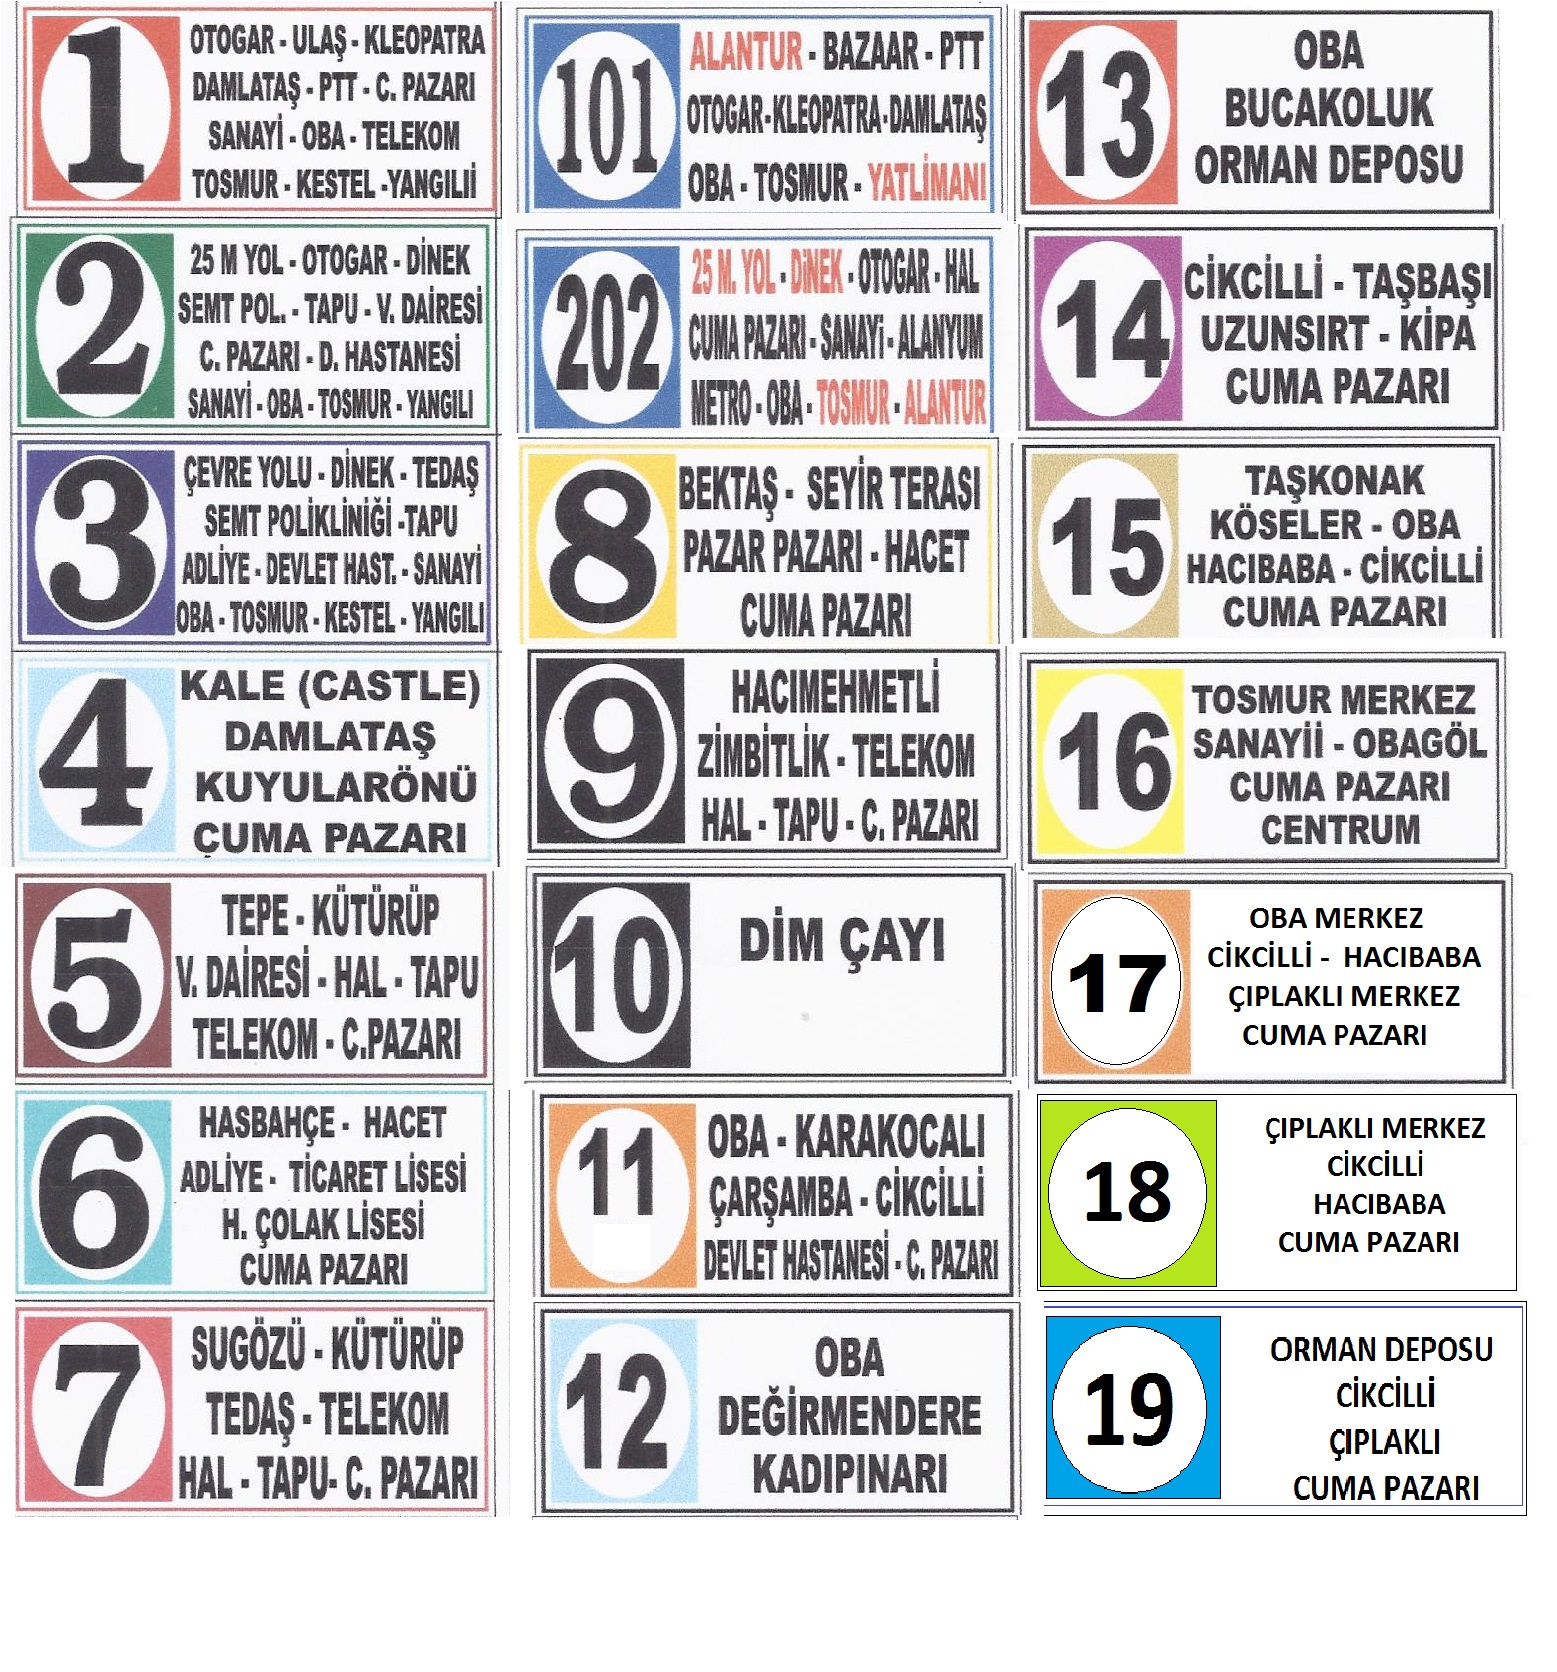 1
OTOGAR - ULAŞ - KLEOPATRA
DAMLATAŞ - PTT - C. PAZARI
SANAYİ - OBA - TELEKOM
TOSMUR - KESTEL -YANGILIİ
2
25 M YOL - OTOGAR - DİNEK
SEMT POL. - TAPU - V. DAİRESİ
C. PAZARI - D. HASTANESİ
SANAYİ - OBA - TOSMUR - YANGILI
3
ÇEVRE YOLU - DİNEK - TEDAŞ
SEMT POLİKLİNİĞİ -TAPU
ADLİYE - DEVLET HAST. - SANAYİ
OBA - TOSMUR - KESTEL - YANGILI
4
KALE (CASTLE)
DAMLATAŞ
KUYULARÖNÜ
ÇUMA PAZARI
5
TEPE - KÜTÜRÜP
V. DAİRESİ - HAL - TAPU
TELEKOM - C.PAZARI
6
HASBAHÇE - HACET
ADLİYE - TİCARET LİSESİ
H. ÇOLAK LİSESİ
CUMA PAZARI
7
SUGÖZÜ - KÜTÜRÜP
TEDAŞ - TELEKOM
HAL - TAPU- C. PAZARI
101
ALANTUR - BAZAAR - PTT
OTOGAR-KLEOPATRA-DAMLATAŞ
OBA - TOSMUR - YATLİMANI
202
25 M. YOL - DİNEK - OTOGAR - HAL
CUMA PAZARI - SANAYİ - ALANYUM
METRO - OBA - TOSMUR - ALANTUR
8
BEKTAŞ - SEYİR TERASI
PAZAR PAZARI - HACET
CUMA PAZARI
9
HACIMEHMETLİ
ZİMBİTLİK - TELEKOM
HAL - TAPU - C. PAZARI
10
DİM ÇAYI
11
OBA - KARAKOCALI
ÇARŞAMBA - CİKCİLLİ
DEVLET HASTANESİ - C. PAZARI
12
OBA
DEĞİRMENDERE
KADIPINARI
13
OBA
BUCAKOLUK
ORMAN DEPOSU
14
CİKCİLLİ - TAŞBAŞI
UZUNSIRT - KİPA
CUMA PAZARI
15
TAŞKONAK
KÖSELER - OBA
HACIBABA - CİKCİLLİ
CUMA PAZARI
16
TOSMUR MERKEZ
SANAYİİ - OBAGÖL
CUMA PAZARI
CENTRUM
17
OBA MERKEZ
CİKCİLLİ - HACIBABA
ÇIPLAKLI MERKEZ
CUMA PAZARI
18
ÇIPLAKLI MERKEZ
CİKCİLLİ
HACIBABA
CUMA PAZARI
19
ORMAN DEPOSU
CİKCİLLİ
ÇIPLAKLI
CUMA PAZARI